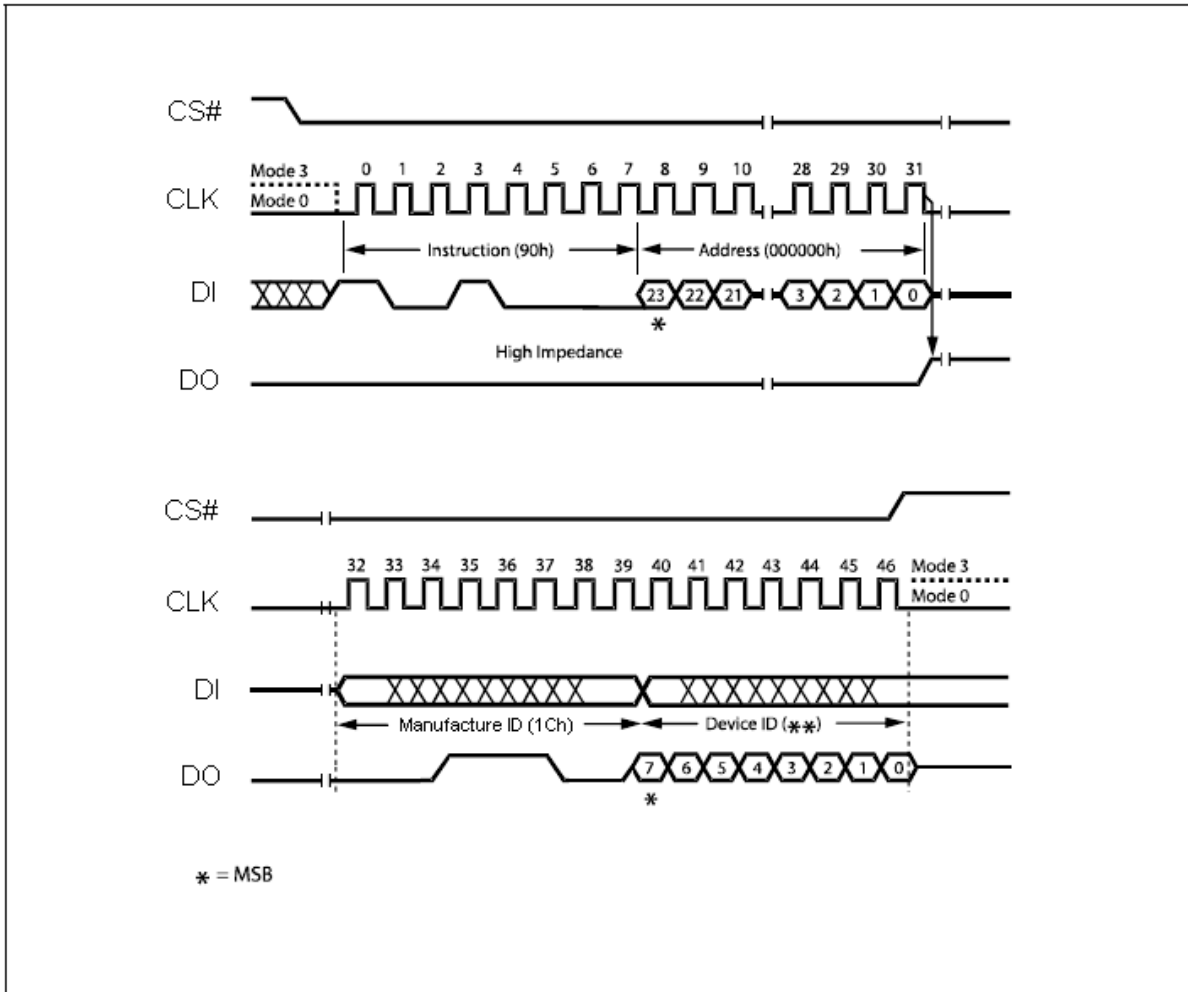 CS#
Mode 3
0 1 2 3 4 5 6 7 8 9 10 28 29 30 31
CLK
Mode 0
Instruction (90h) Address (000000h)
DI
23 22 21 3 2 1 0
*
High Impedance
DO
CS#
32 33 34 35 36 37 38 39 40 41 42 43 44 45 46 Mode 3
CLK
Mode 0
DI
Manufacture ID (1Ch) Device ID (**)
DO
7 6 5 4 3 2 1 0
*
* = MSB